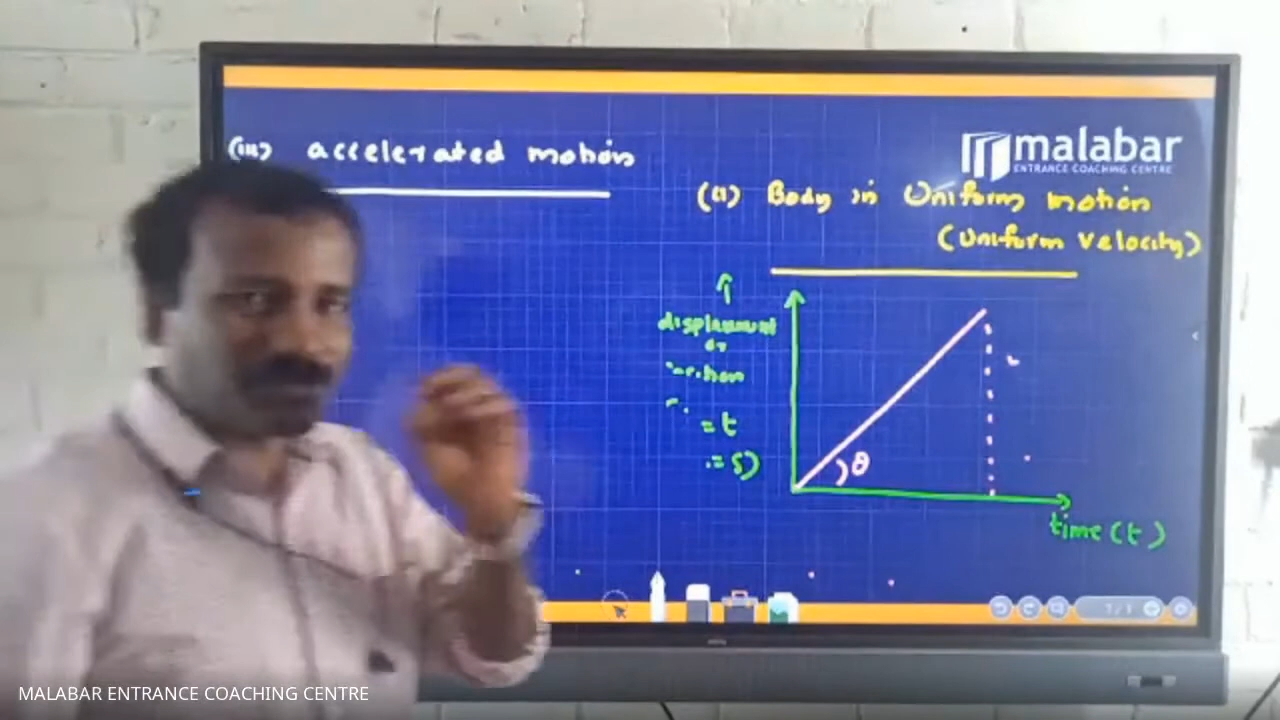 (iii) accelerated motion
malabar
ENTRANCE COACHING CENTRE
(ii) Body in Uniform motion
(Uniform velocity)
displacement
or
= t
= S)
θ
time (t)
MALABAR ENTRANCE COACHING CENTRE